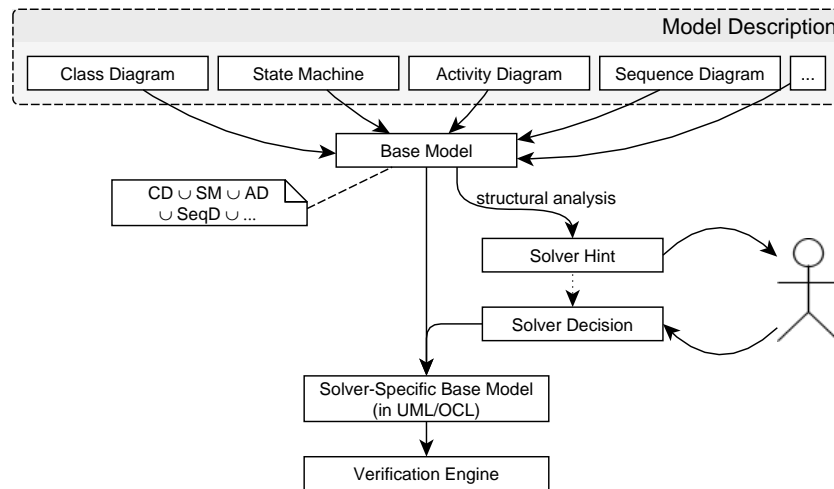 Model Description
Class Diagram
State Machine
Activity Diagram
Sequence Diagram
...
Base Model
CD ∪ SM ∪ AD
∪ SeqD ∪ ...
structural analysis
Solver Hint
Solver Decision
Solver-Specific Base Model
(in UML/OCL)
Verification Engine